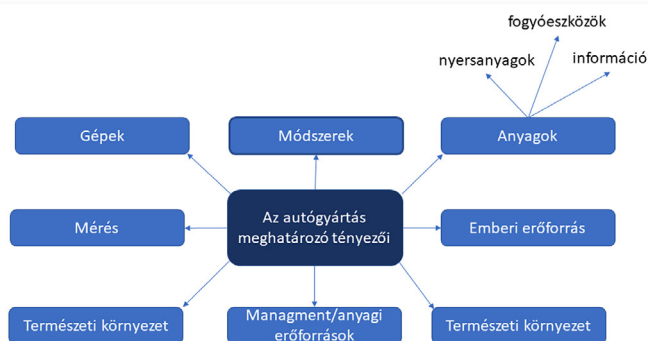 fogyóeszközök
nyersanyagok
információ
Gépek
Módszerek
Anyagok
Mérés
Az autógyártás
meghatározó tényezői
Emberi erőforrás
Természeti környezet
Managment/anyagi
erőforrások
Természeti környezet